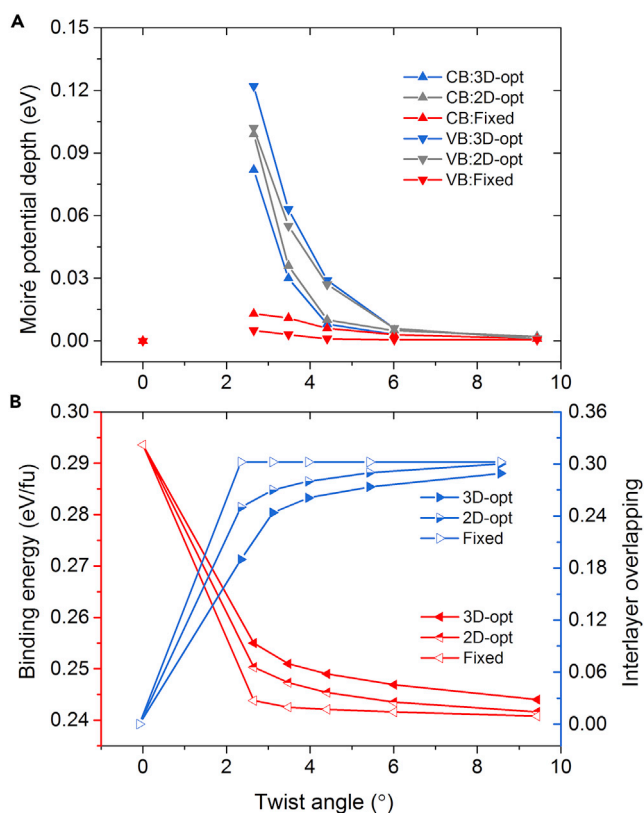 A
0.15
0.12
0.09
0.06
0.03
0.00
Moiré potential depth (eV)
CB:3D-opt
CB:2D-opt
CB:Fixed
VB:3D-opt
VB:2D-opt
VB:Fixed
0 2 4 6 8 10
B
0.30
0.29
0.28
0.27
0.26
0.25
0.24
Binding energy (eV/fu)
3D-opt
2D-opt
Fixed
3D-opt
2D-opt
Fixed
0.36
0.30
0.24
0.18
0.12
0.06
0.00
Interlayer overlapping
0 2 4 6 8 10
Twist angle (°)